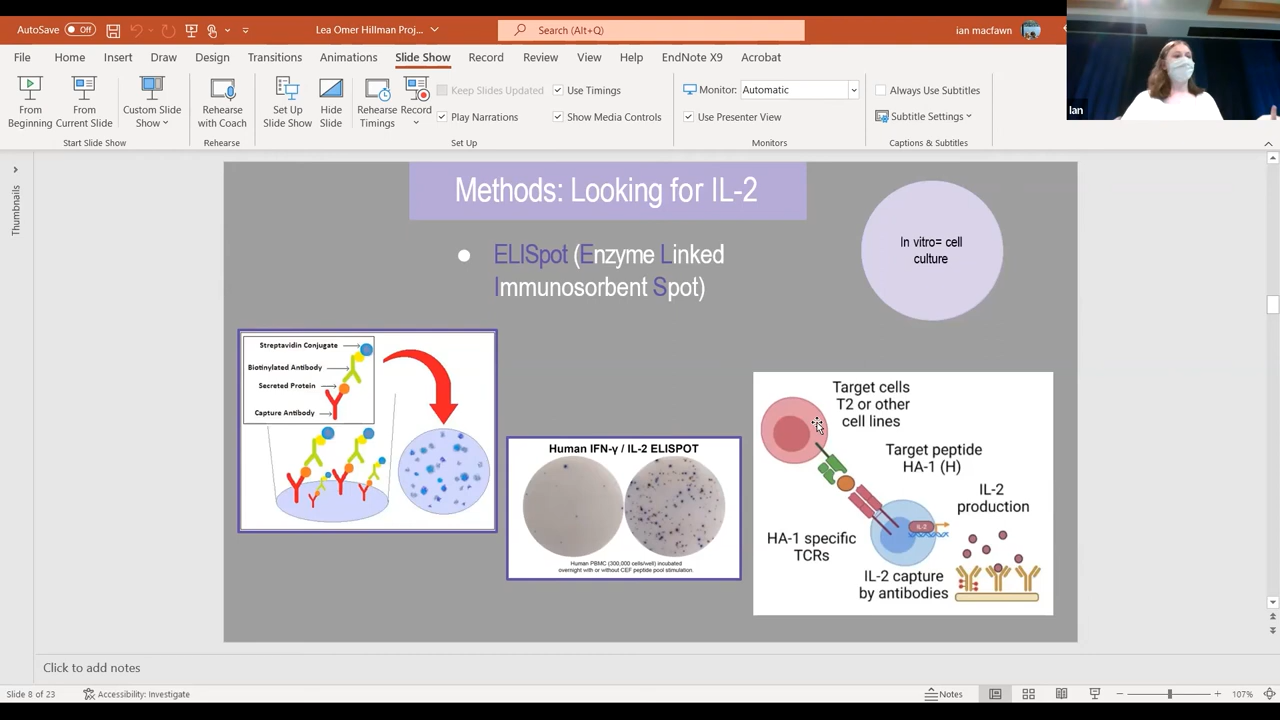 AutoSave Off
Lea Omer Hillman Proj...
Search (Alt+Q)
ian macfawn
File Home Insert Draw Design Transitions Animations Slide Show Record Review View Help EndNote X9 Acrobat
From Beginning
From Current Slide
Custom Slide Show
Rehearse with Coach
Set Up Slide Show
Hide Slide
Rehearse Timings
Record
Keep Slides Updated
Use Timings
Play Narrations
Show Media Controls
Monitor: Automatic
Use Presenter View
Always Use Subtitles
Subtitle Settings
Start Slide Show
Rehearse
Set Up
Monitors
Captions & Subtitles
Ian
Thumbnails
Methods: Looking for IL-2
ELISpot (Enzyme Linked
Immunosorbent Spot)
In vitro= cell
culture
Streptavidin Conjugate
Biotinylated Antibody
Secreted Protein
Capture Antibody
Human IFN-γ / IL-2 ELISPOT
Human PBMC (300,000 cells/well) incubated
overnight with or without CEF peptide pool stimulation.
Target cells
T2 or other
cell lines
Target peptide
HA-1 (H)
IL-2
production
IL-2
HA-1 specific
TCRs
IL-2 capture
by antibodies
Click to add notes
Slide 8 of 23
Accessibility: Investigate
Notes
107%